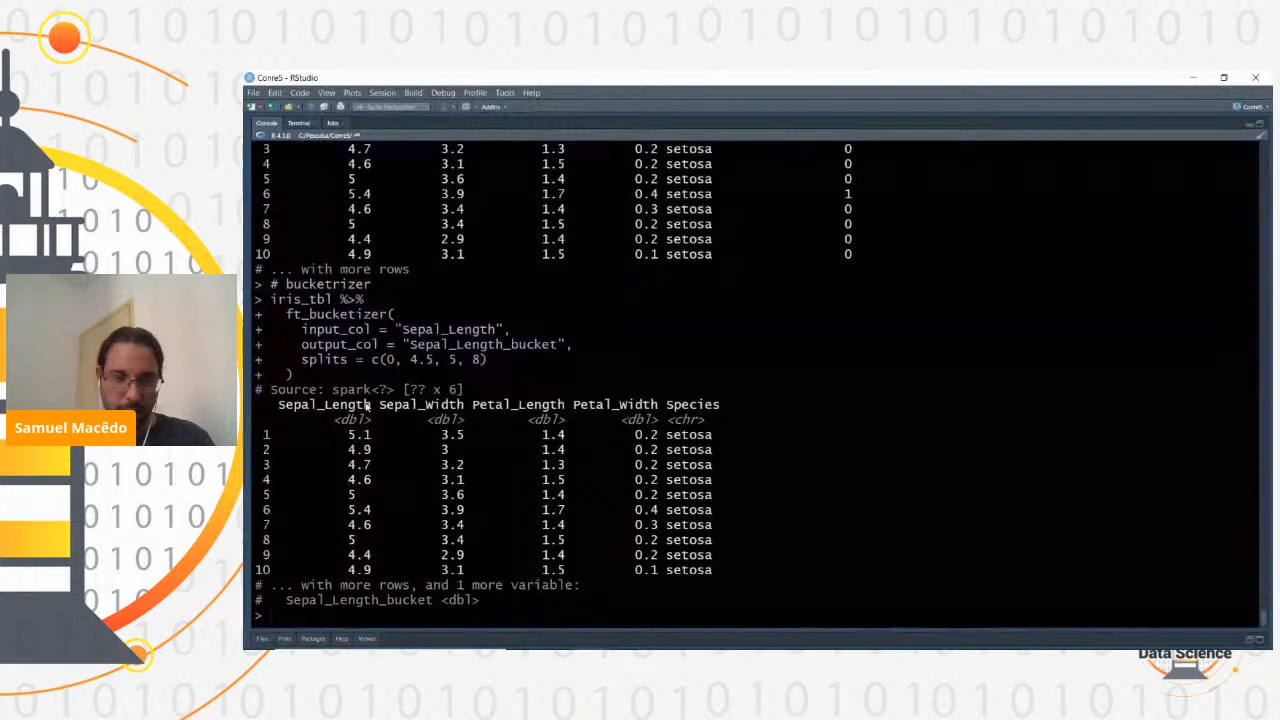 Conre5 - RStudio
File Edit Code View Plots Session Build Debug Profile Tools Help
Addins
Conre5
Console Terminal Jobs
R 4.1.0 C:/Pesquisa/Conre5/
3 4.7 3.2 1.3 0.2 setosa 0
4 4.6 3.1 1.5 0.2 setosa 0
5 5 3.6 1.4 0.2 setosa 0
6 5.4 3.9 1.7 0.4 setosa 1
7 4.6 3.4 1.4 0.3 setosa 0
8 5 3.4 1.5 0.2 setosa 0
9 4.4 2.9 1.4 0.2 setosa 0
10 4.9 3.1 1.5 0.1 setosa 0
# ... with more rows
> # bucketrizer
> iris_tbl %>%
+ ft_bucketizer(
+ input_col = "Sepal_Length",
+ output_col = "Sepal_Length_bucket",
+ splits = c(0, 4.5, 5, 8)
+ )
# Source: spark<?> [?? x 6]
Sepal_Length Sepal_Width Petal_Length Petal_Width Species
<dbl> <dbl> <dbl> <dbl> <chr>
1 5.1 3.5 1.4 0.2 setosa
2 4.9 3 1.4 0.2 setosa
3 4.7 3.2 1.3 0.2 setosa
4 4.6 3.1 1.5 0.2 setosa
5 5 3.6 1.4 0.2 setosa
6 5.4 3.9 1.7 0.4 setosa
7 4.6 3.4 1.4 0.3 setosa
8 5 3.4 1.5 0.2 setosa
9 4.4 2.9 1.4 0.2 setosa
10 4.9 3.1 1.5 0.1 setosa
# ... with more rows, and 1 more variable:
# Sepal_Length_bucket <dbl>
>
Files Plots Packages Help Viewer
Samuel Macêdo
Data Science